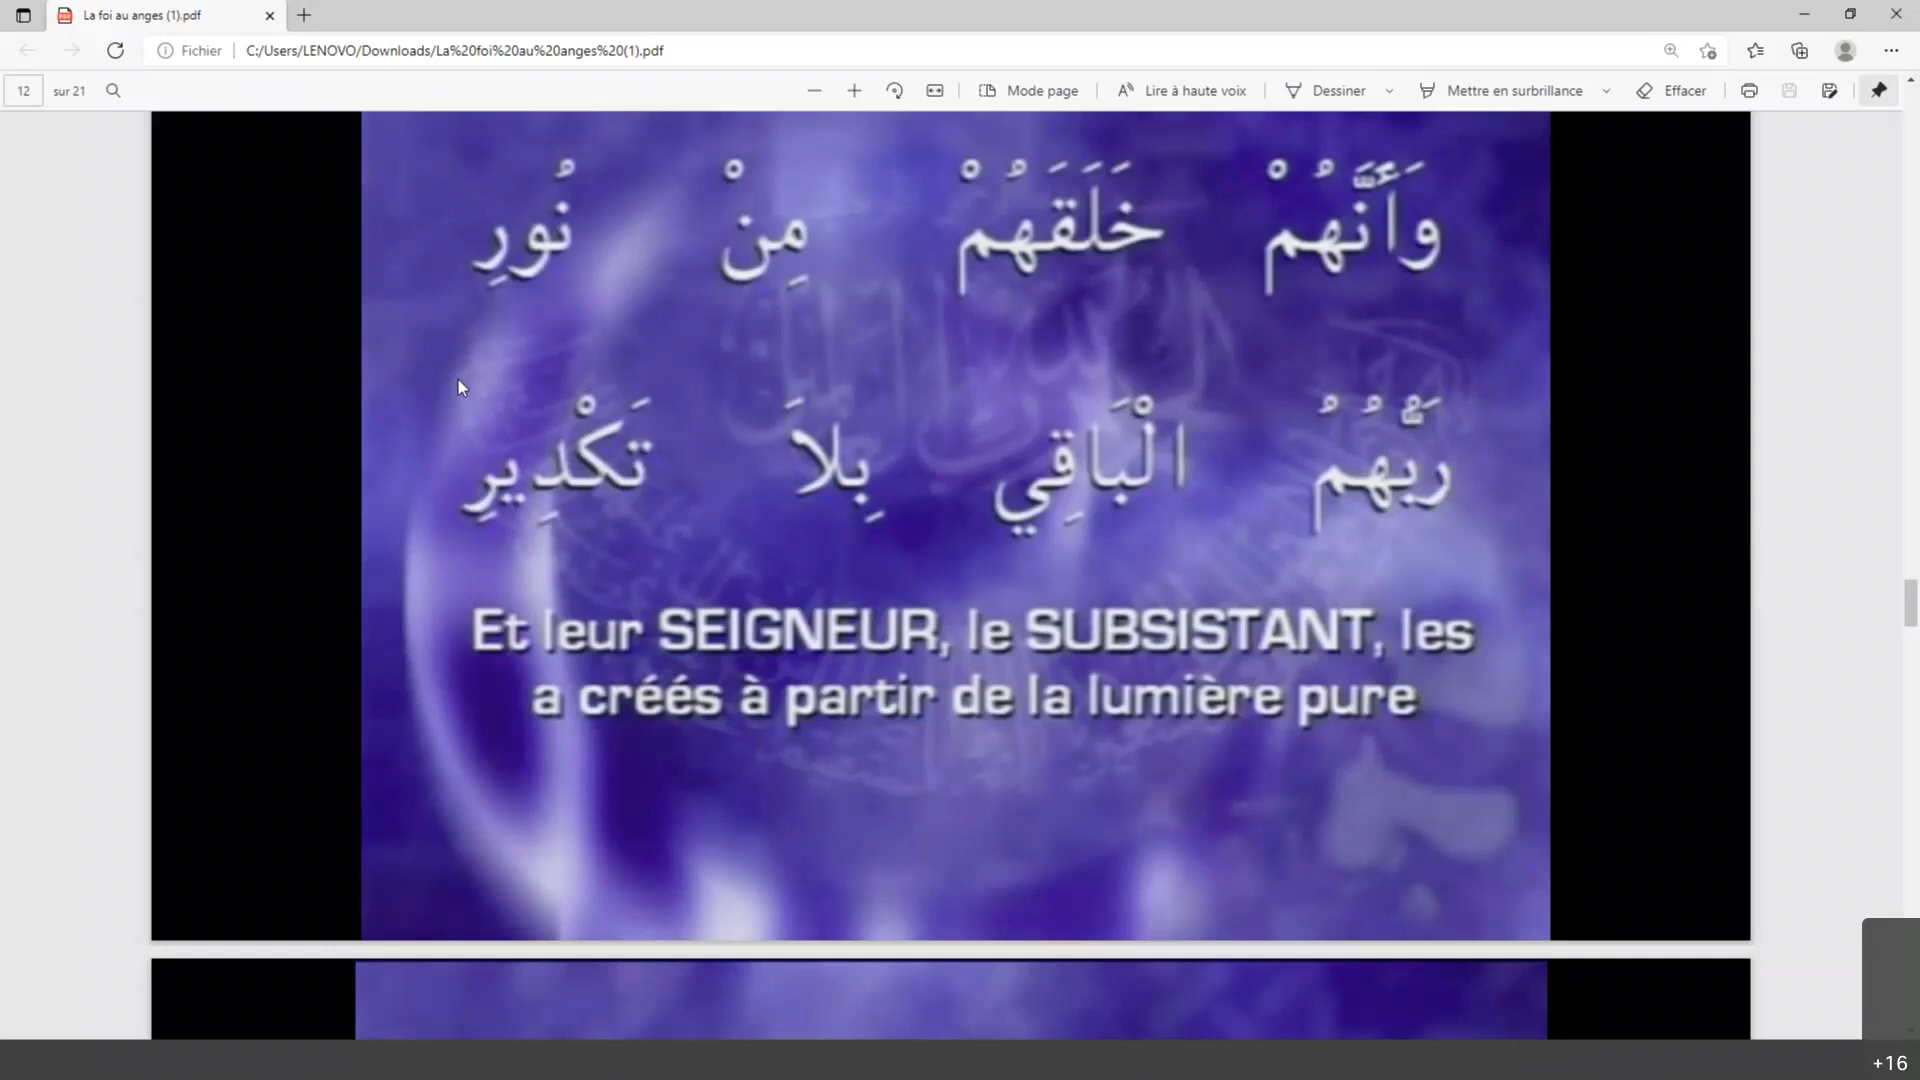 La foi au anges (1).pdf
Fichier C:/Users/LENOVO/Downloads/La%20foi%20au%20anges%20(1).pdf
12 sur 21 Mode page Lire à haute voix Dessiner Mettre en surbrillance Effacer
وَأَنَّهُمْ خَلَقَهُمْ مِنْ نُورِ
رَبُّهُمُ الْبَاقِي بِلاَ تَكْدِيرِ
Et leur SEIGNEUR, le SUBSISTANT, les
a créés à partir de la lumière pure
+16